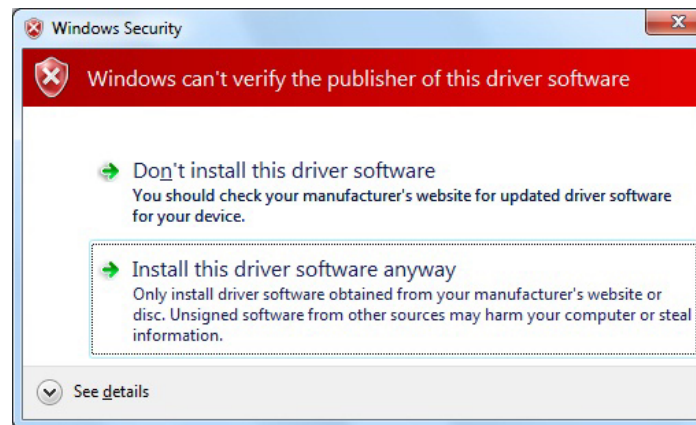 Windows Security
Windows can't verify the publisher of this driver software
Don't install this driver software
You should check your manufacturer's website for updated driver software
for your device.
Install this driver software anyway
Only install driver software obtained from your manufacturer's website or
disc. Unsigned software from other sources may harm your computer or steal
information.
See details